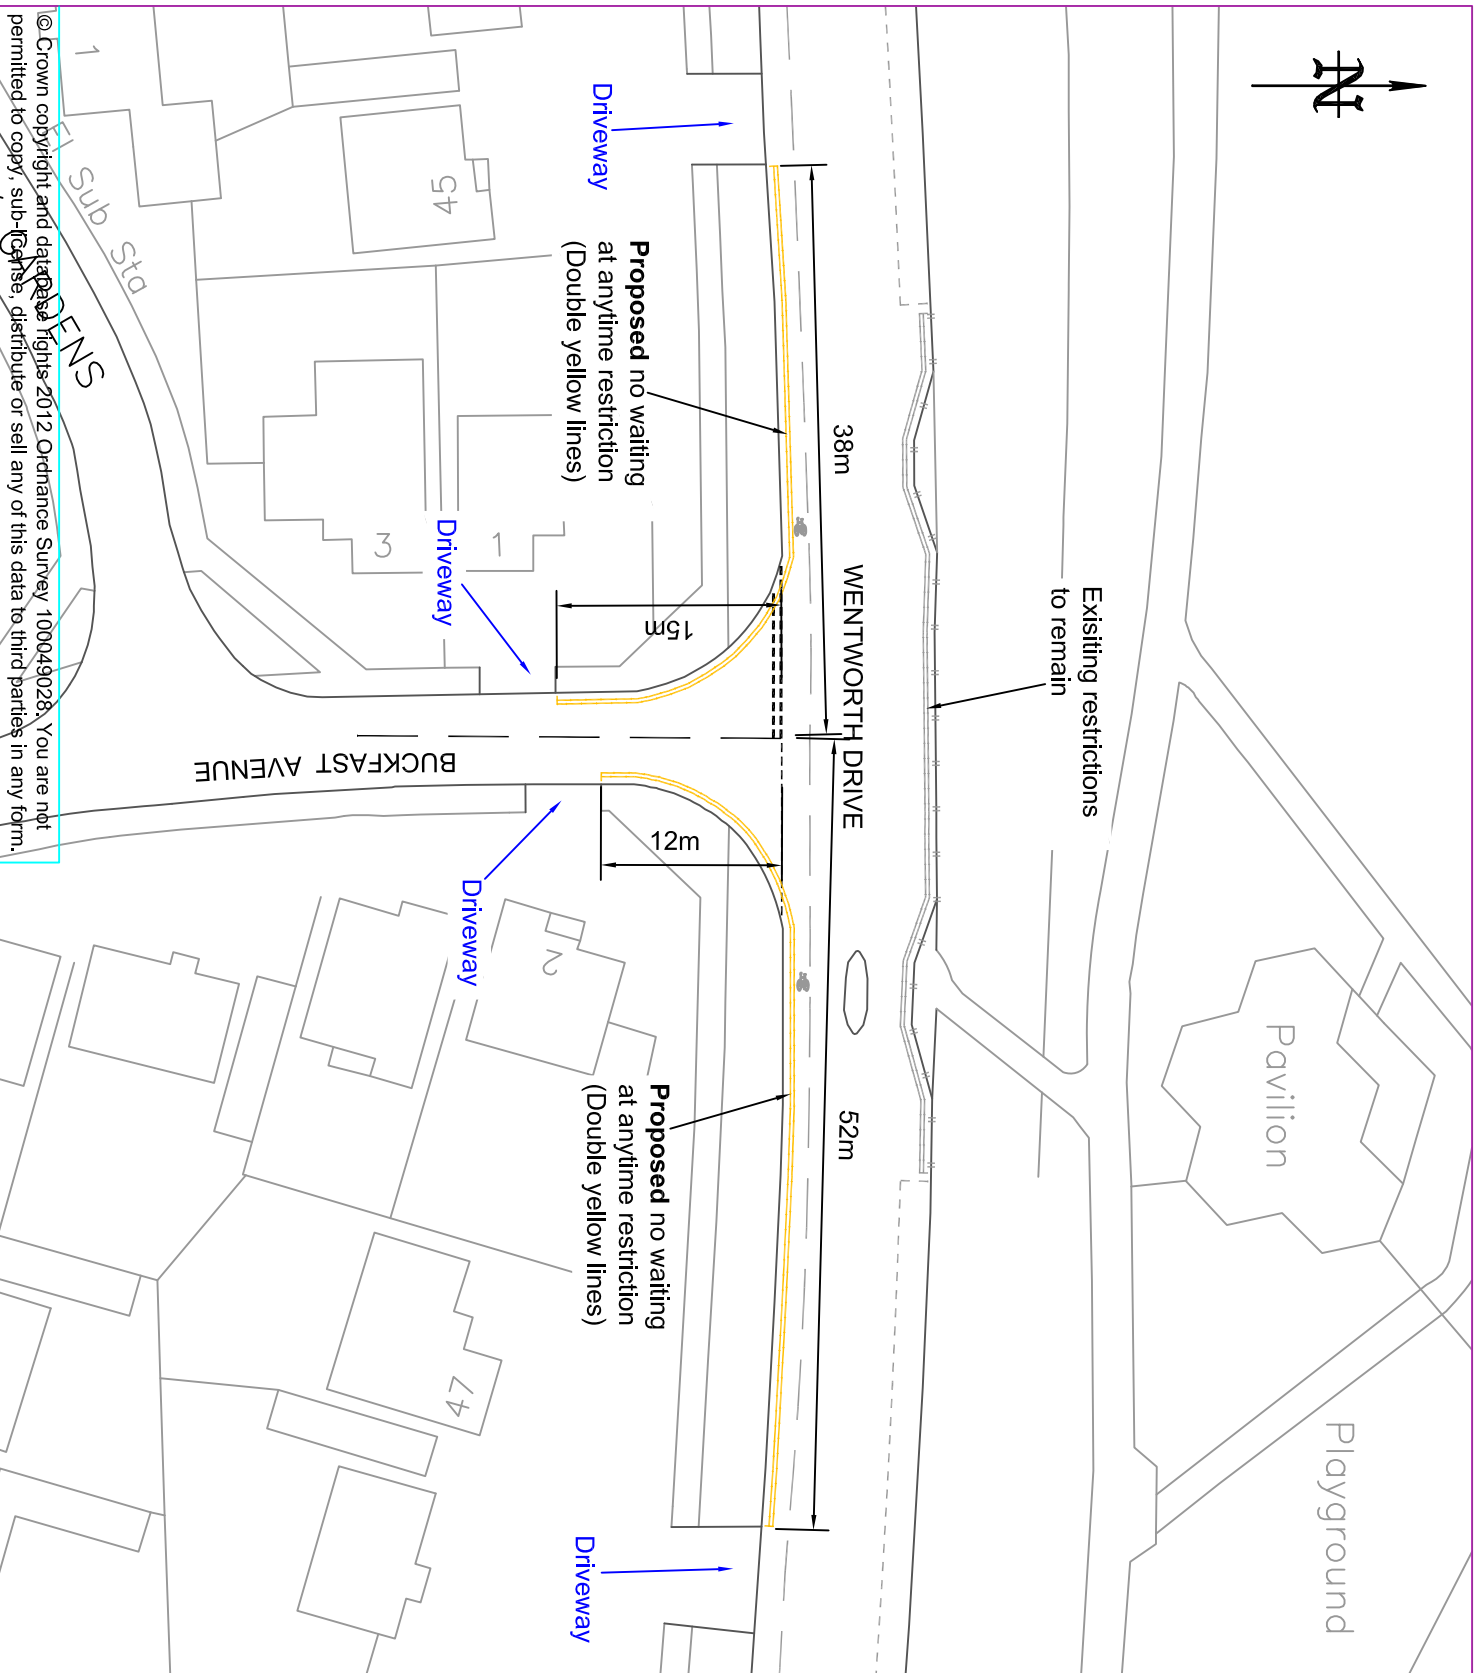 N
Pavilion
Playground
Exisiting restrictions
to remain
WENTWORTH DRIVE
38m
52m
15m
12m
Driveway
Proposed no waiting
at anytime restriction
(Double yellow lines)
Proposed no waiting
at anytime restriction
(Double yellow lines)
Driveway
Driveway
Driveway
BUCKFAST AVENUE
45
1
3
2
47
1
El Sub Sta
GARDENS
© Crown copyright and database rights 2012 Ordnance Survey 100049028. You are not
permitted to copy, sub-license, distribute or sell any of this data to third parties in any form.